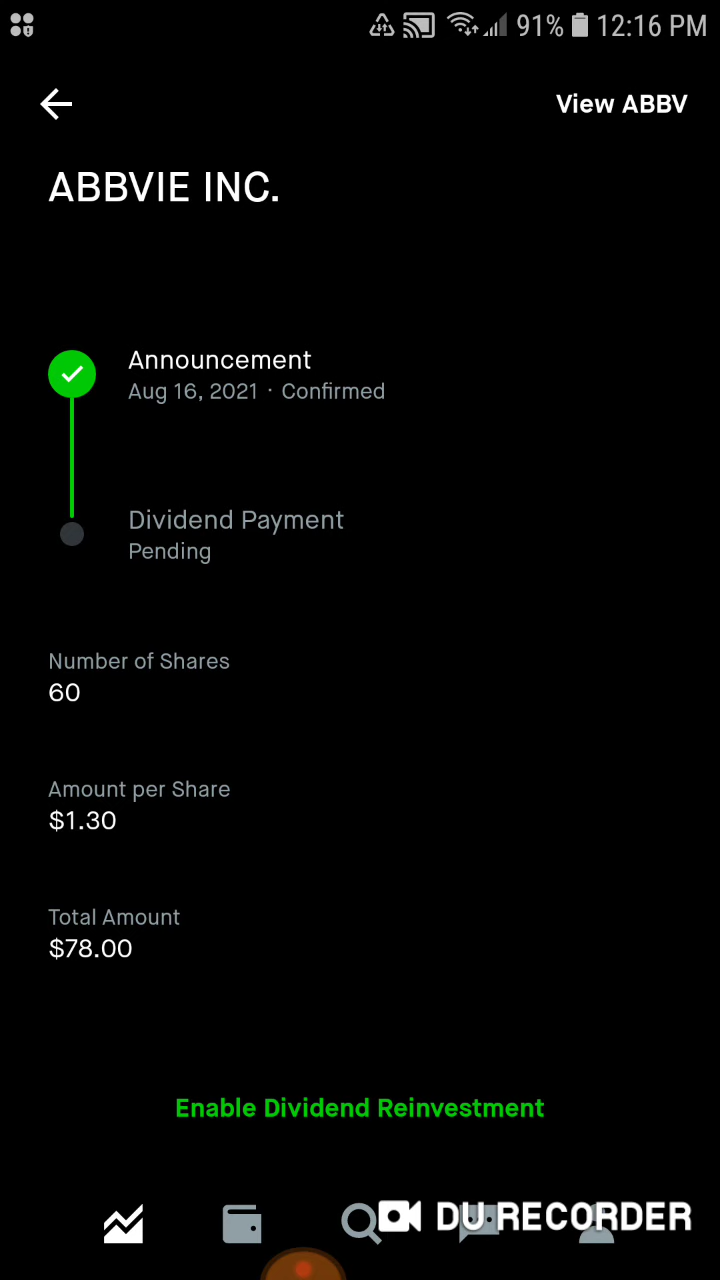 91% 12:16 PM
View ABBV
ABBVIE INC.
Announcement
Aug 16, 2021 · Confirmed
Dividend Payment
Pending
Number of Shares
60
Amount per Share
$1.30
Total Amount
$78.00
Enable Dividend Reinvestment
DU RECORDER